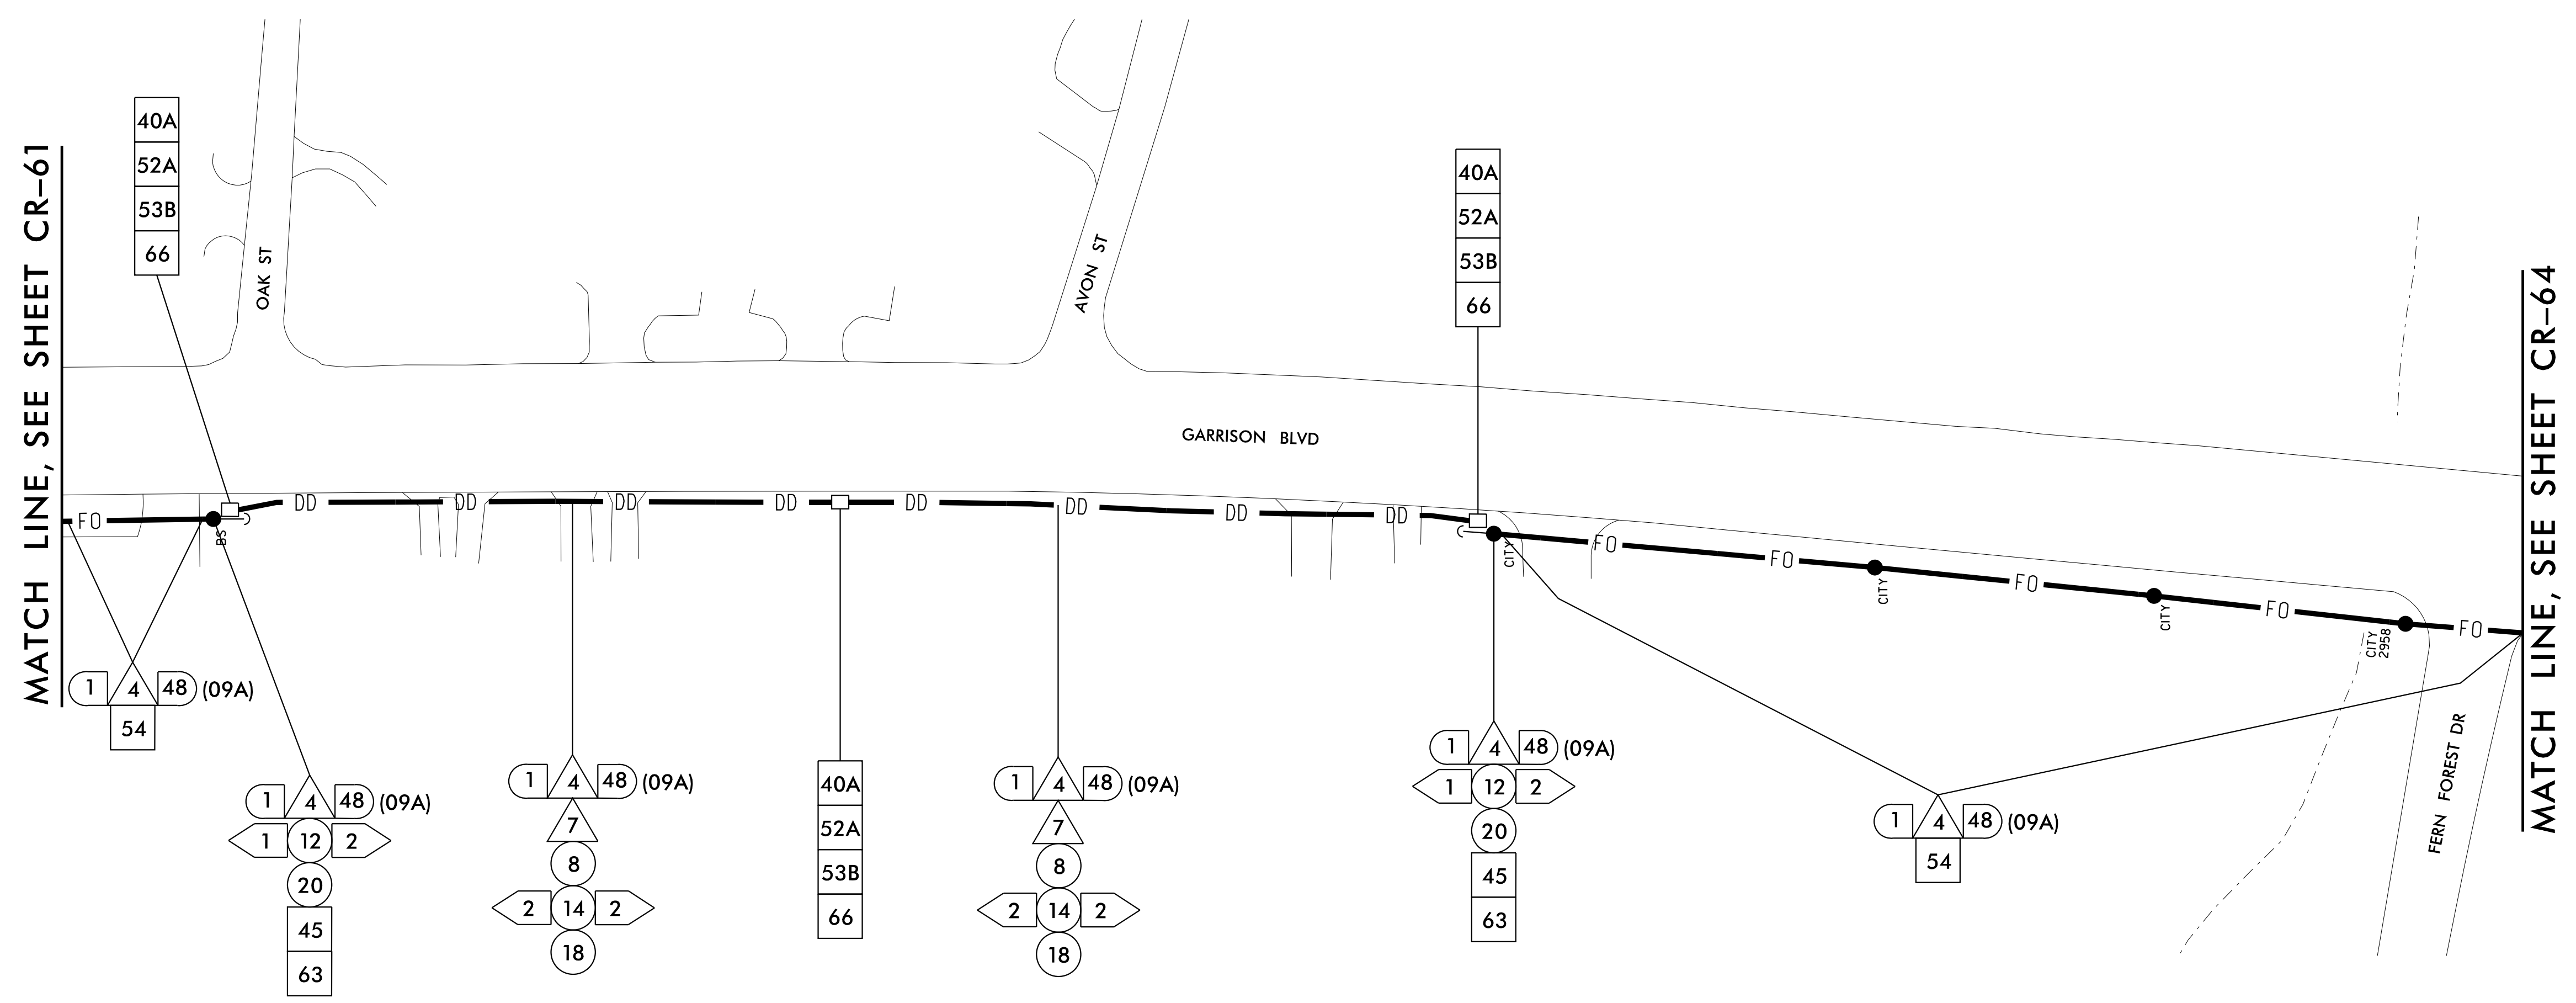 MATCH LINE, SEE SHEET CR-61
40A
52A
53B
66
OAK ST
AVON ST
40A
52A
53B
66
GARRISON BLVD
MATCH LINE, SEE SHEET CR-64
FO
DD
DD
DD
DD
DD
DD
DD
DD
FO
FO
FO
FO
FO
BS
CITY
CITY
CITY
CITY
2958
FERN FOREST DR
1 4 48 (09A)
54
1 4 48 (09A)
1 12 2
20
45
63
1 4 48 (09A)
7
8
2 14 2
18
40A
52A
53B
66
1 4 48 (09A)
7
8
2 14 2
18
1 4 48 (09A)
1 12 2
20
45
63
1 4 48 (09A)
54